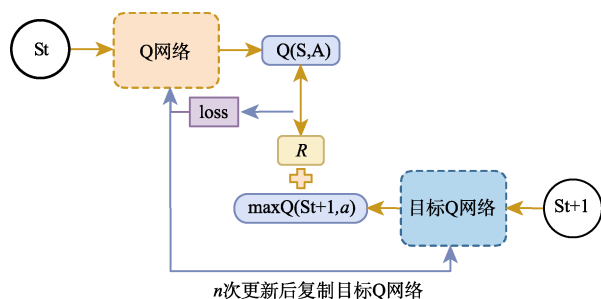 St
Q网络
Q(S,A)
loss
R
maxQ(St+1,a)
目标Q网络
St+1
n次更新后复制目标Q网络